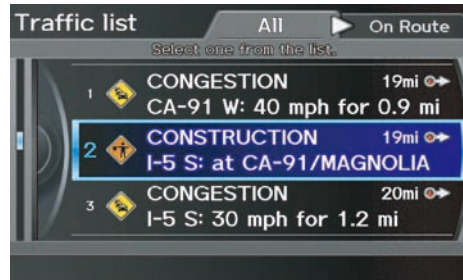 Traffic list
All
On Route
Select one from the list.
1 CONGESTION 19mi
CA-91 W: 40 mph for 0.9 mi
2 CONSTRUCTION 19mi
I-5 S: at CA-91/MAGNOLIA
3 CONGESTION 20mi
I-5 S: 30 mph for 1.2 mi